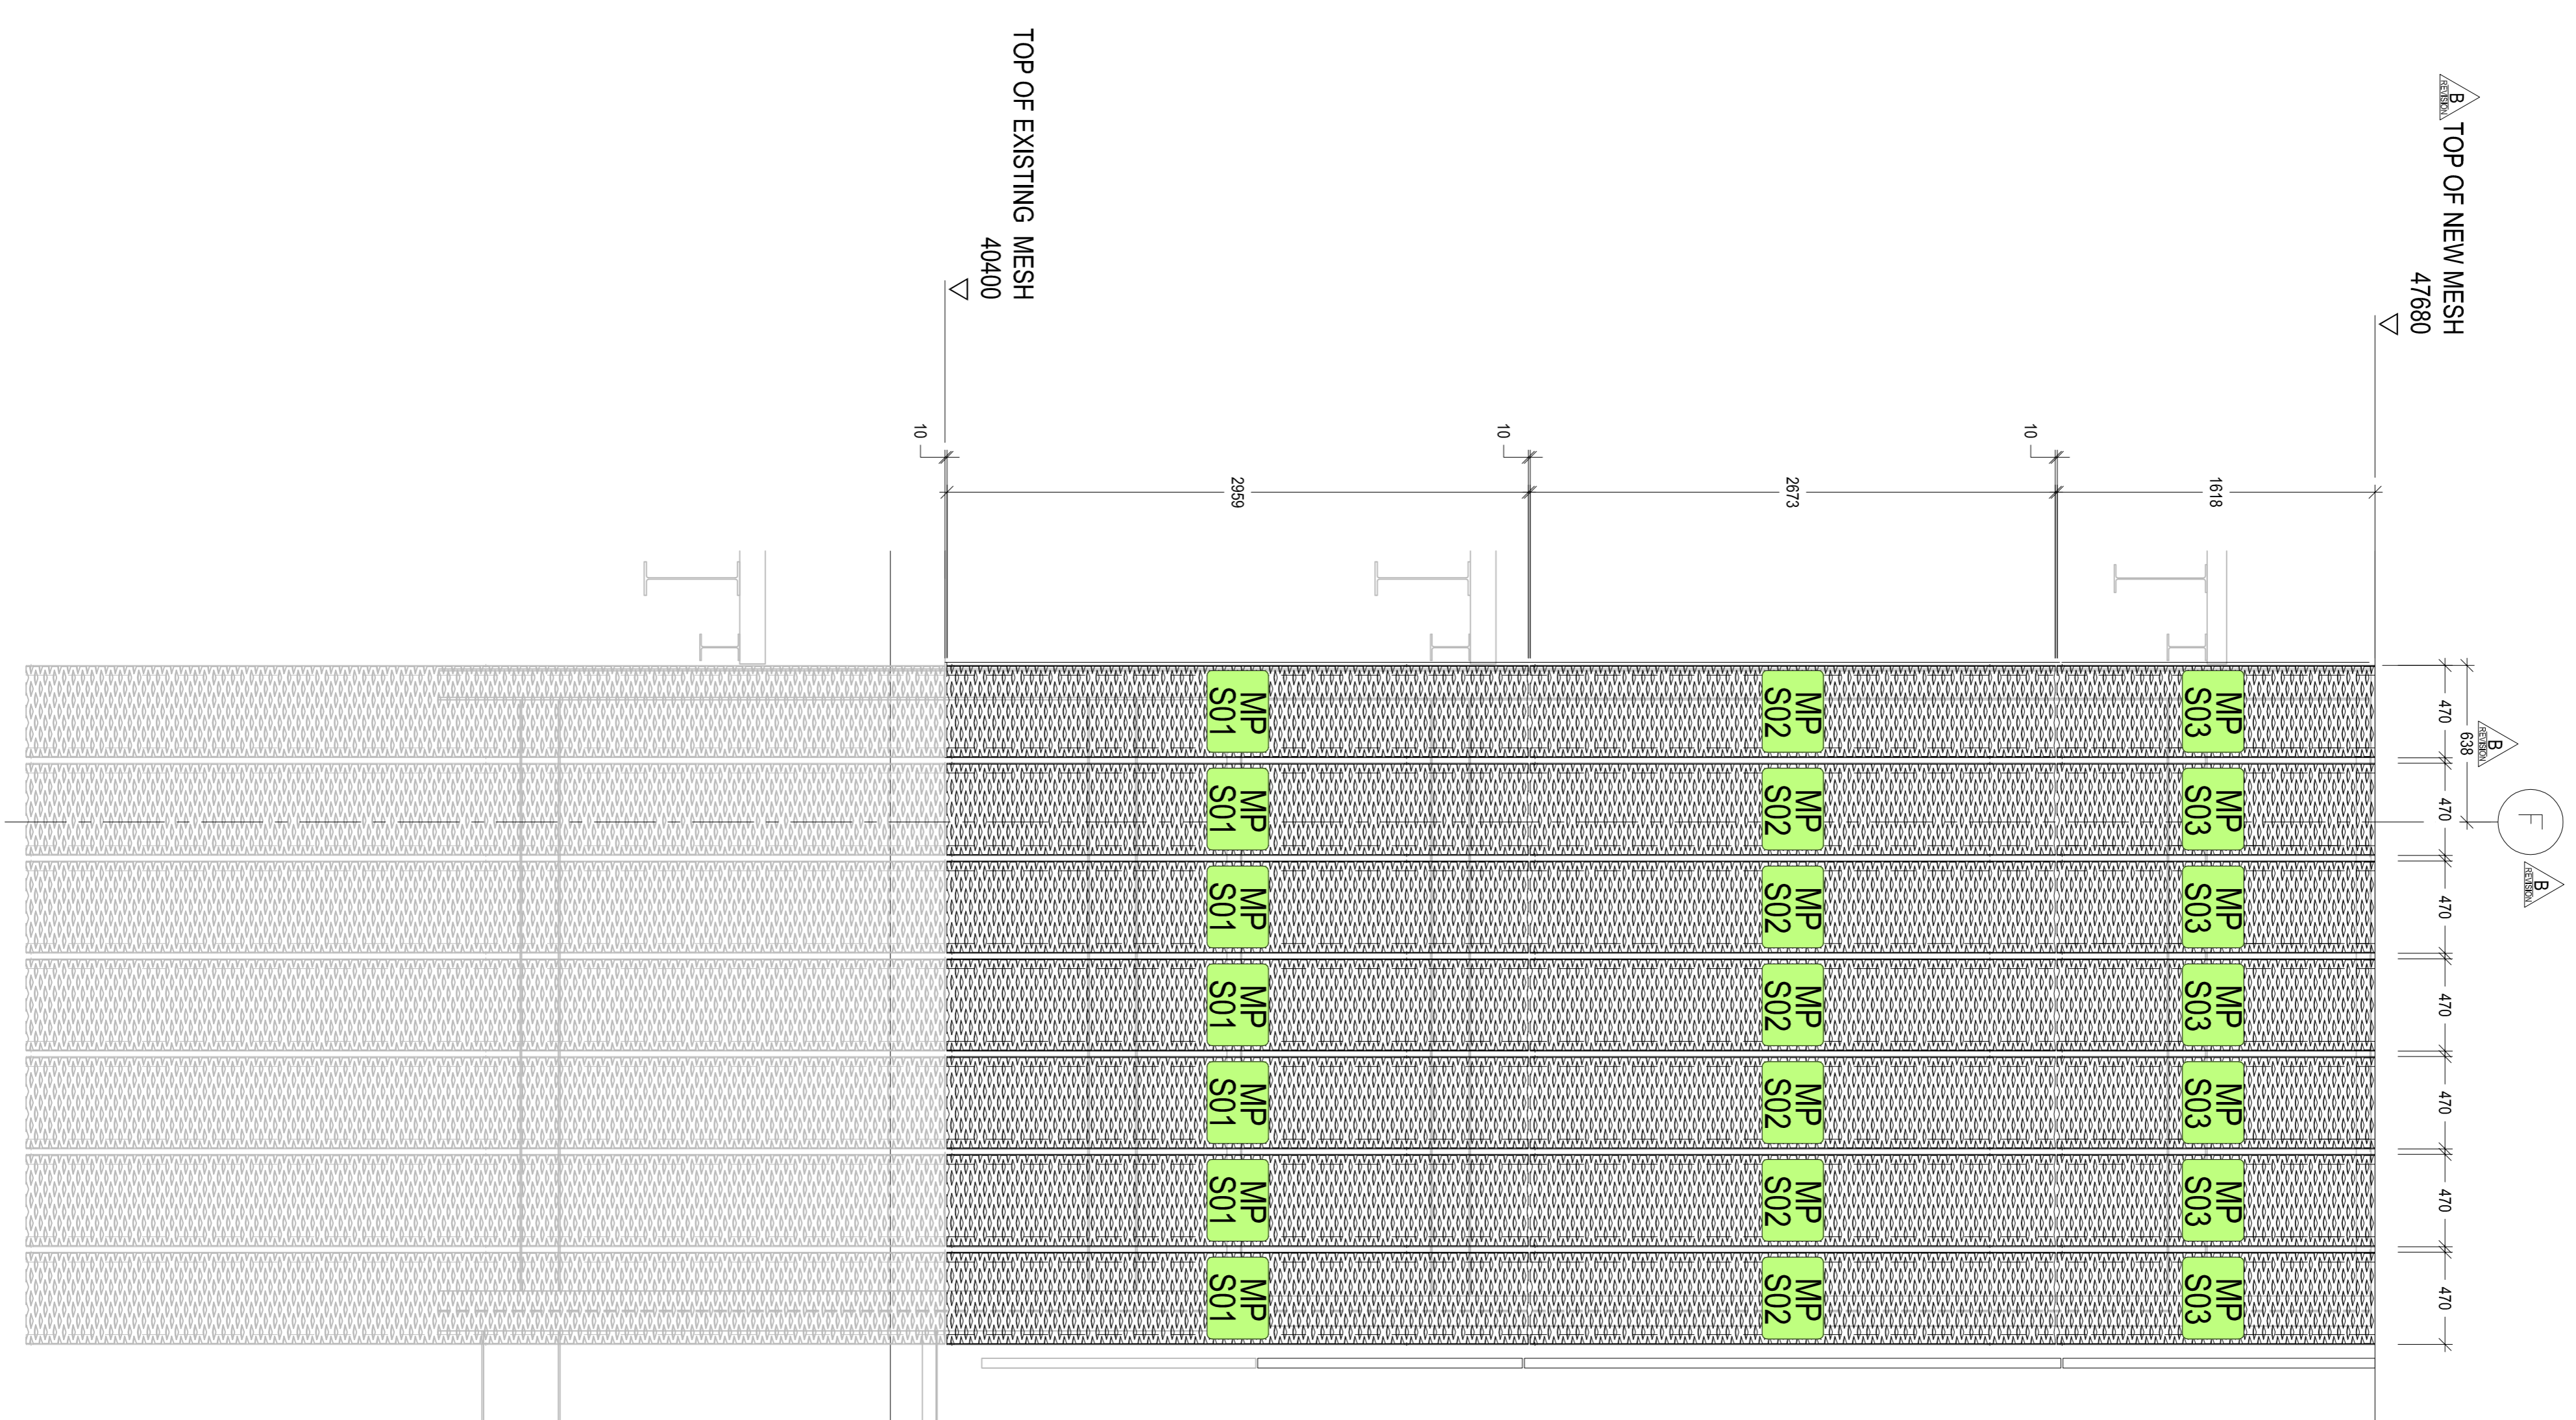 B
REVISION
TOP OF NEW MESH
47680
TOP OF EXISTING MESH
40400
10
10
10
2959
2673
1618
470
470
470
470
470
470
470
638
B
REVISION
F
B
REVISION
MP
S03
MP
S03
MP
S03
MP
S03
MP
S03
MP
S03
MP
S03
MP
S02
MP
S02
MP
S02
MP
S02
MP
S02
MP
S02
MP
S02
MP
S01
MP
S01
MP
S01
MP
S01
MP
S01
MP
S01
MP
S01